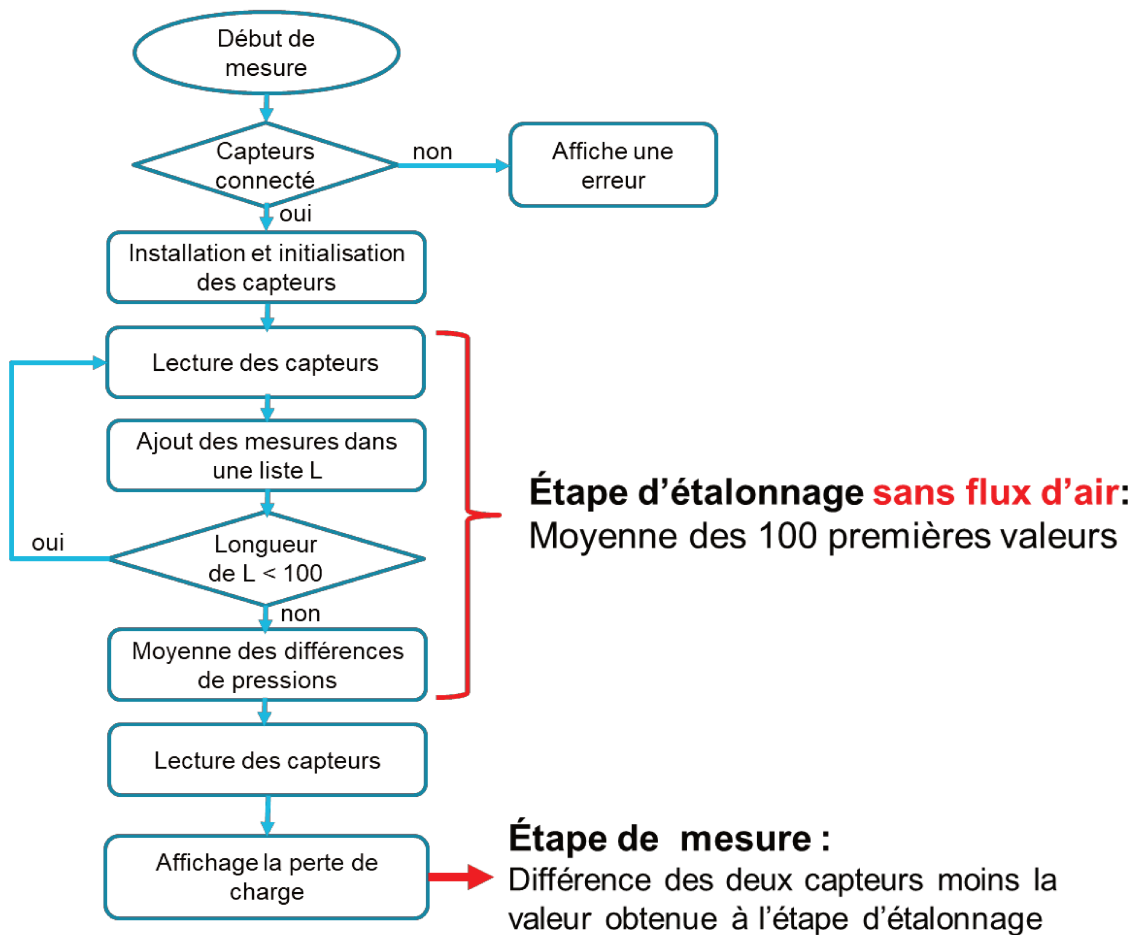 Début de
mesure
Capteurs
connecté
non
Affiche une
erreur
oui
Installation et initialisation
des capteurs
Lecture des capteurs
Ajout des mesures dans
une liste L
Étape d'étalonnage sans flux d'air:
Moyenne des 100 premières valeurs
oui
Longueur
de L < 100
non
Moyenne des différences
de pressions
Lecture des capteurs
Affichage la perte de
charge
Étape de mesure :
Différence des deux capteurs moins la
valeur obtenue à l'étape d'étalonnage